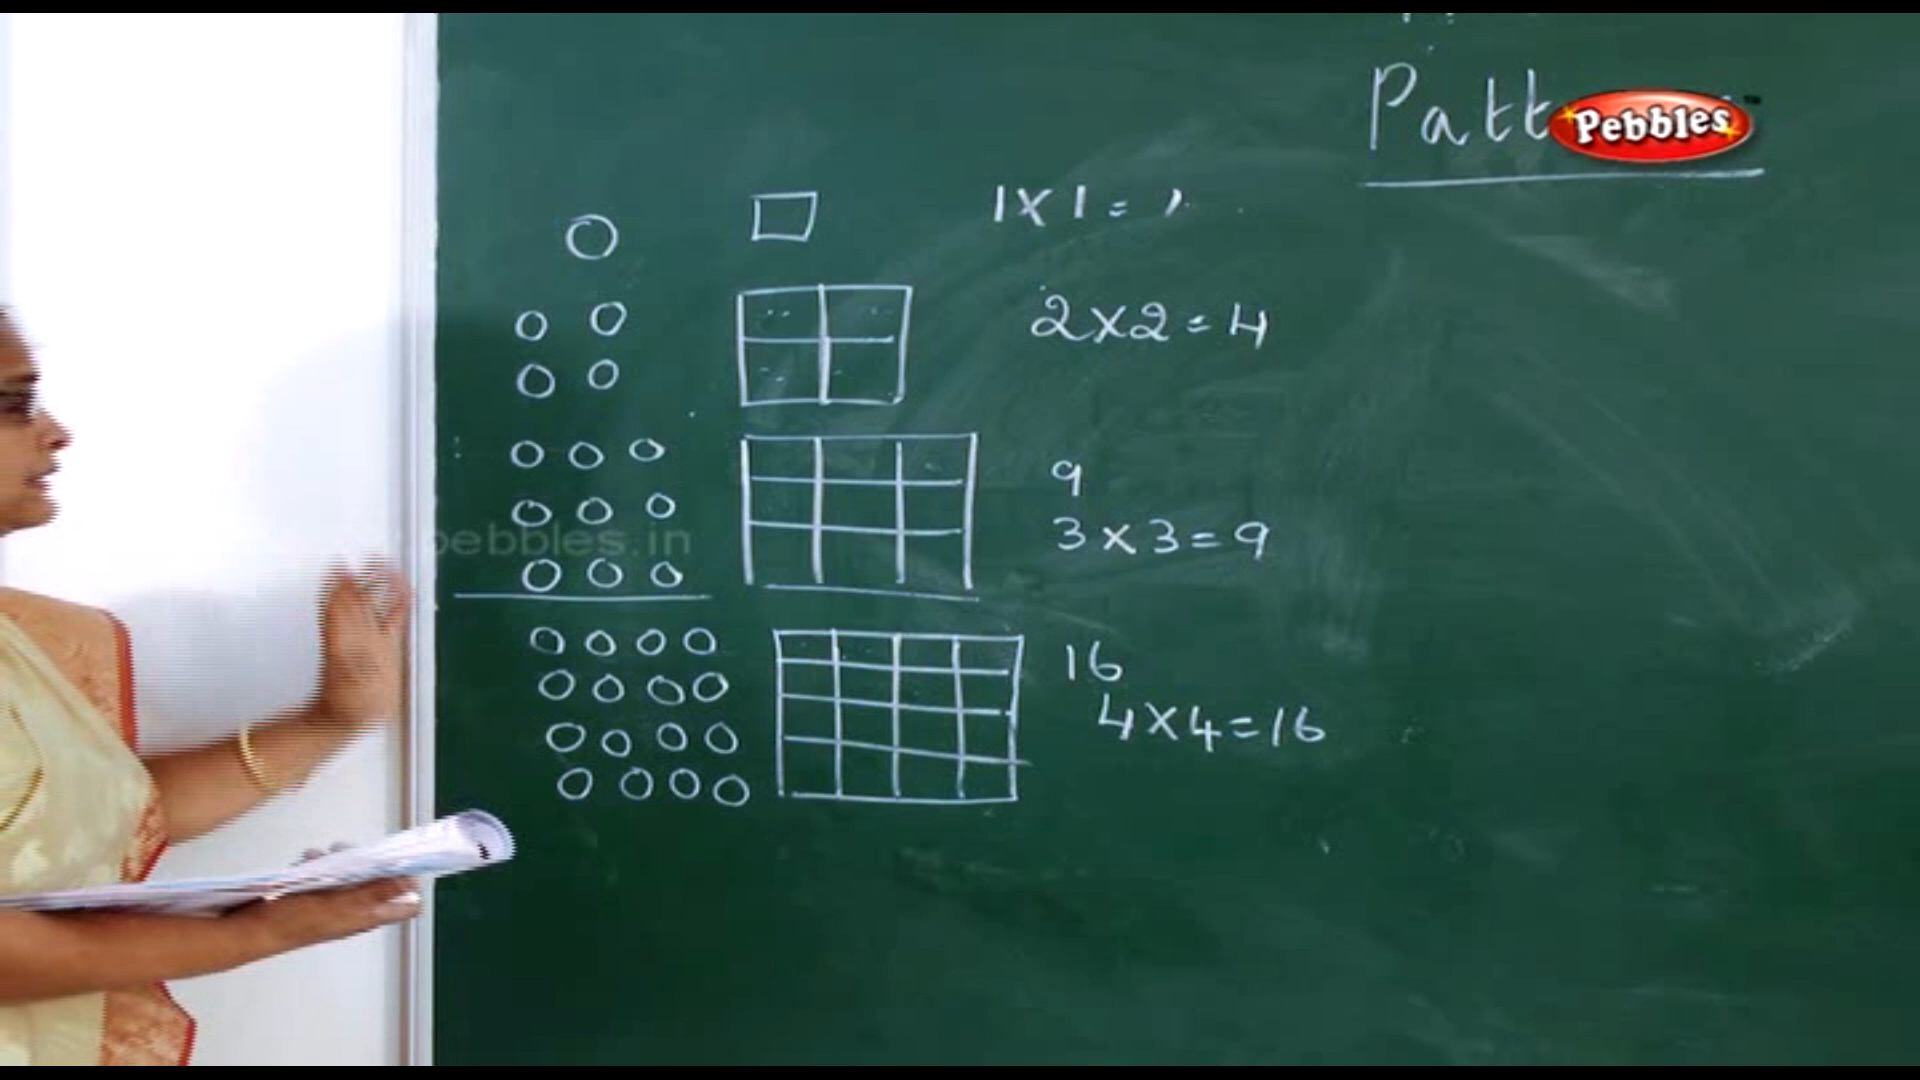 Patt
Pebbles
1X1=1
2X2=4
9
3X3=9
pebbles.in
16
4X4=16